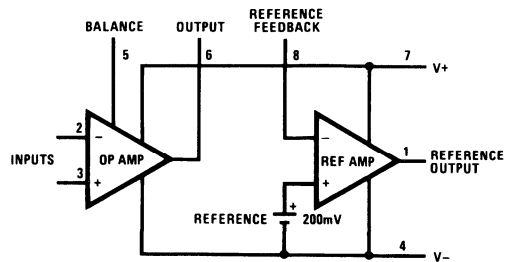 BALANCE
OUTPUT
REFERENCE
FEEDBACK
5
6
8
7
V+
2
−
OP AMP
INPUTS
3
+
−
REF AMP
+
1
REFERENCE
OUTPUT
REFERENCE
+
200mV
4
V−